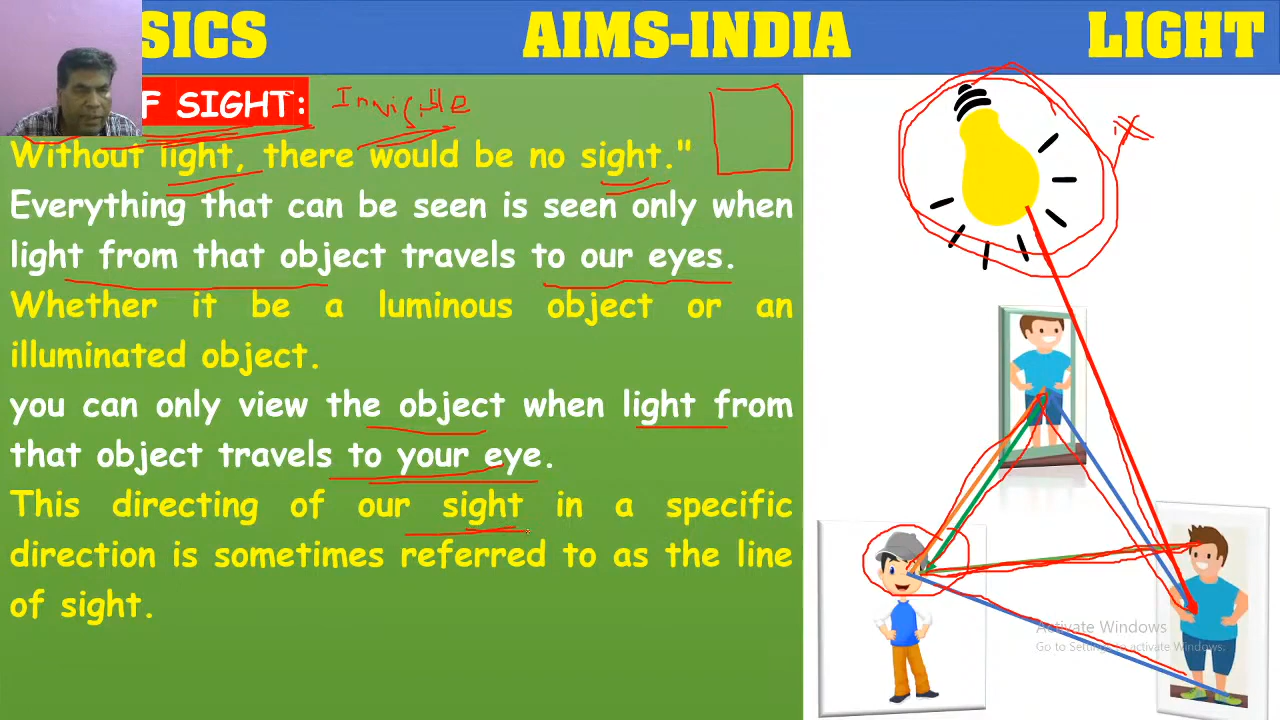 SICS AIMS-INDIA LIGHT
F SIGHT:
Without light, there would be no sight."
Everything that can be seen is seen only when
light from that object travels to our eyes.
Whether it be a luminous object or an
illuminated object.
you can only view the object when light from
that object travels to your eye.
This directing of our sight in a specific
direction is sometimes referred to as the line
of sight.
Activate Windows
Go to Settings to activate Windows.